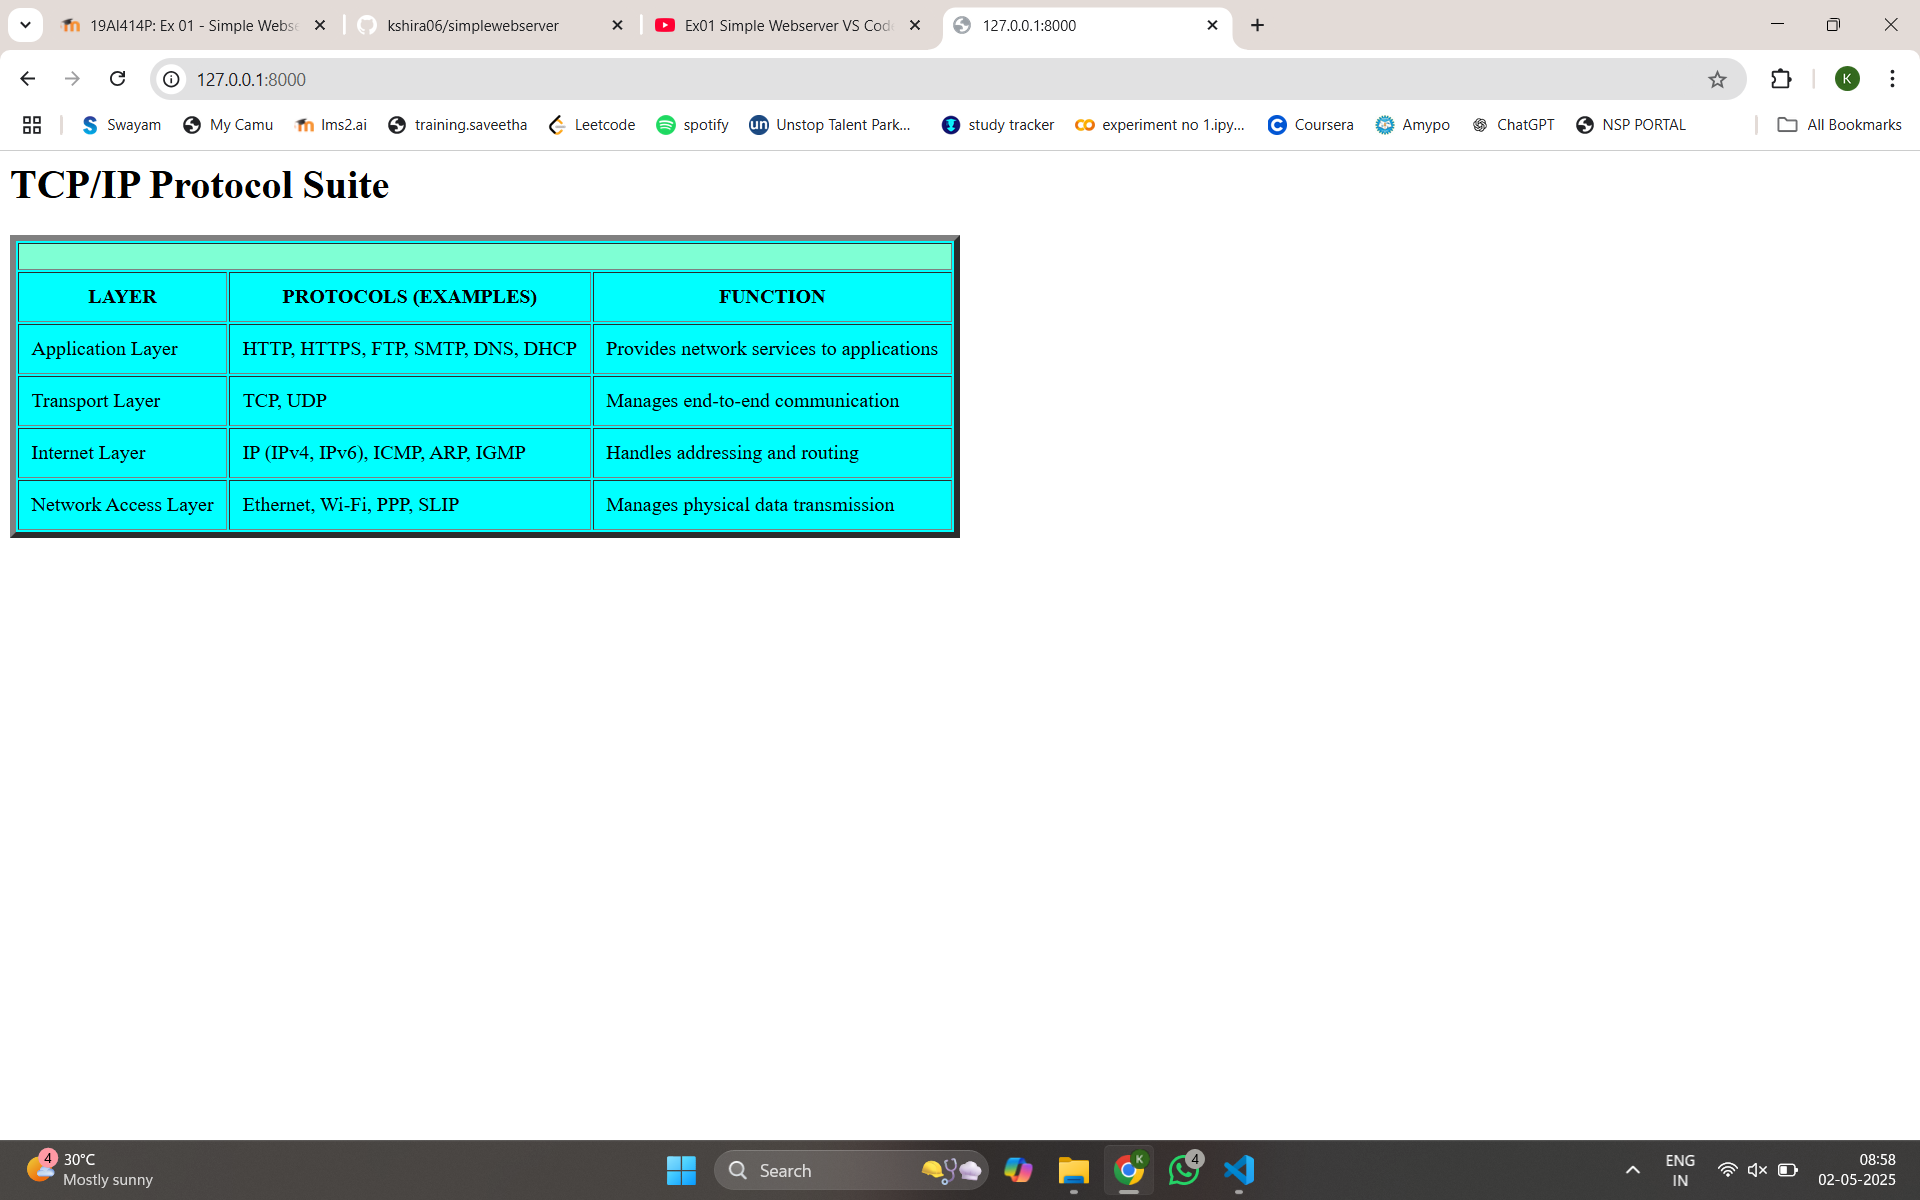 19AI414P: Ex 01 - Simple Webse
kshira06/simplewebserver
Ex01 Simple Webserver VS Cod
127.0.0.1:8000
127.0.0.1:8000
K
Swayam My Camu lms2.ai training.saveetha Leetcode spotify un Unstop Talent Park... study tracker experiment no 1.ipy... Coursera Amypo ChatGPT NSP PORTAL All Bookmarks
TCP/IP Protocol Suite
LAYER PROTOCOLS (EXAMPLES) FUNCTION
Application Layer HTTP, HTTPS, FTP, SMTP, DNS, DHCP Provides network services to applications
Transport Layer TCP, UDP Manages end-to-end communication
Internet Layer IP (IPv4, IPv6), ICMP, ARP, IGMP Handles addressing and routing
Network Access Layer Ethernet, Wi-Fi, PPP, SLIP Manages physical data transmission
4
30°C
Mostly sunny
Search
K
4
ENG
IN
08:58
02-05-2025